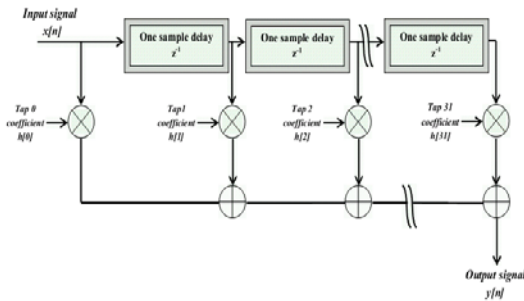 Input signal
x[n]
One sample delay
z⁻¹
One sample delay
z⁻¹
One sample delay
z⁻¹
Tap 0
coefficient
h[0]
Tap1
coefficient
h[1]
Tap 2
coefficient
h[2]
Tap 31
coefficient
h[31]
Output signal
y[n]